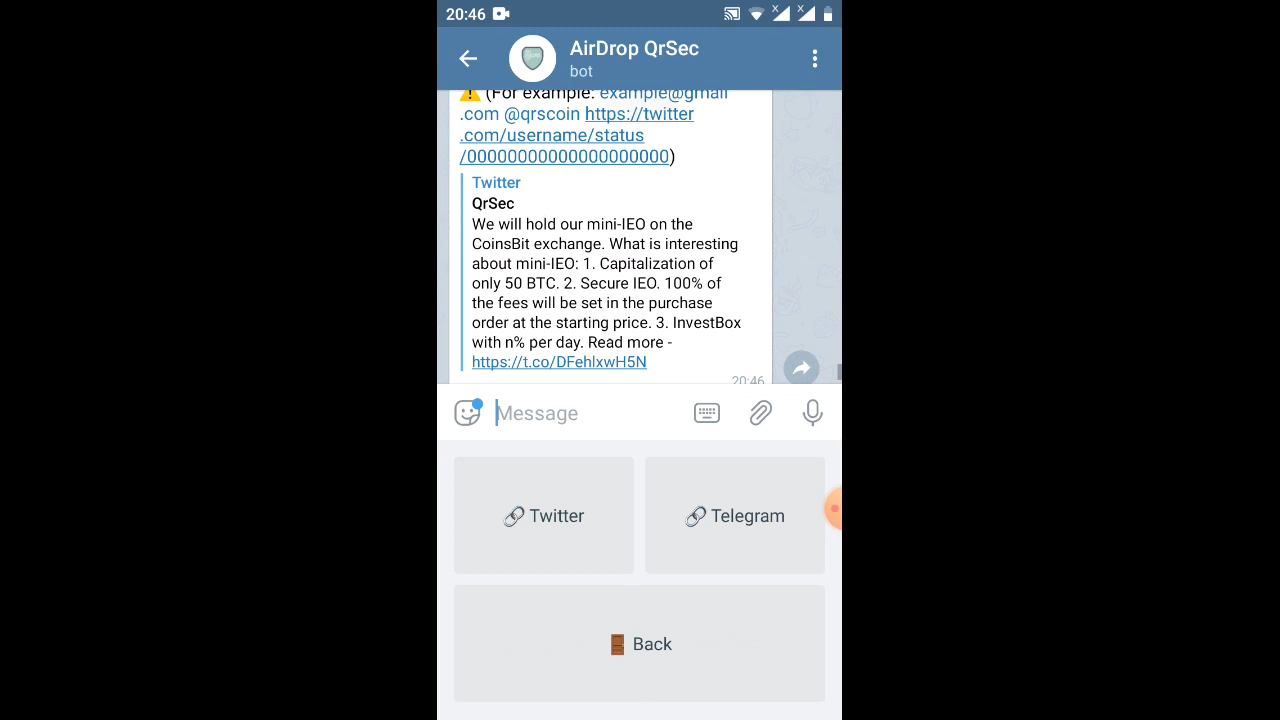 20:46
AirDrop QrSec
bot
(For example: example@gmail
.com @qrscoin https://twitter
.com/username/status
/00000000000000000000)
Twitter
QrSec
We will hold our mini-IEO on the
CoinsBit exchange. What is interesting
about mini-IEO: 1. Capitalization of
only 50 BTC. 2. Secure IEO. 100% of
the fees will be set in the purchase
order at the starting price. 3. InvestBox
with n% per day. Read more -
https://t.co/DFehlxwH5N
20:46
Message
Twitter
Telegram
Back